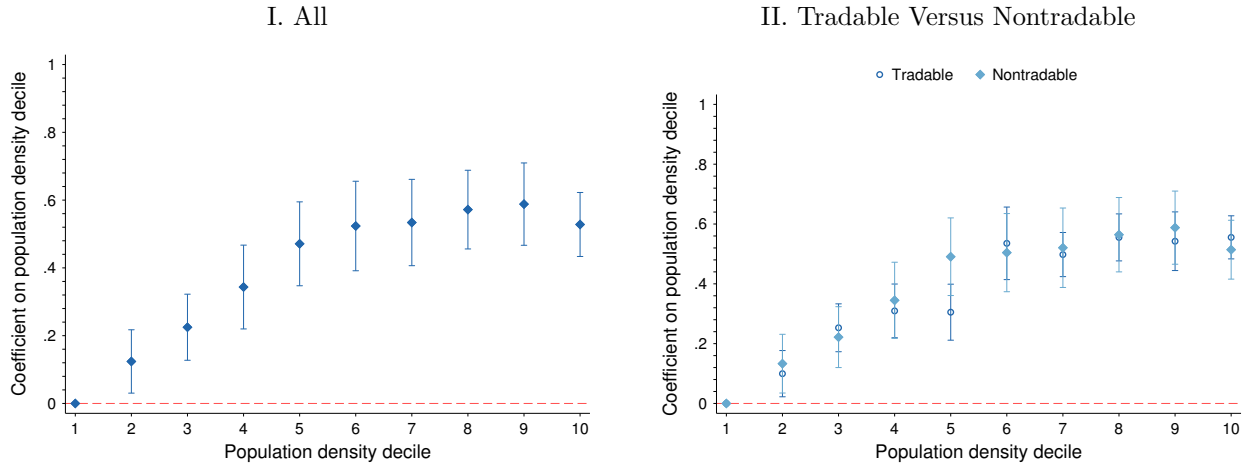 I. All
Coefficient on population density decile
1
.8
.6
.4
.2
0
1 2 3 4 5 6 7 8 9 10
Population density decile
II. Tradable Versus Nontradable
Tradable Nontradable
Coefficient on population density decile
1
.8
.6
.4
.2
0
1 2 3 4 5 6 7 8 9 10
Population density decile